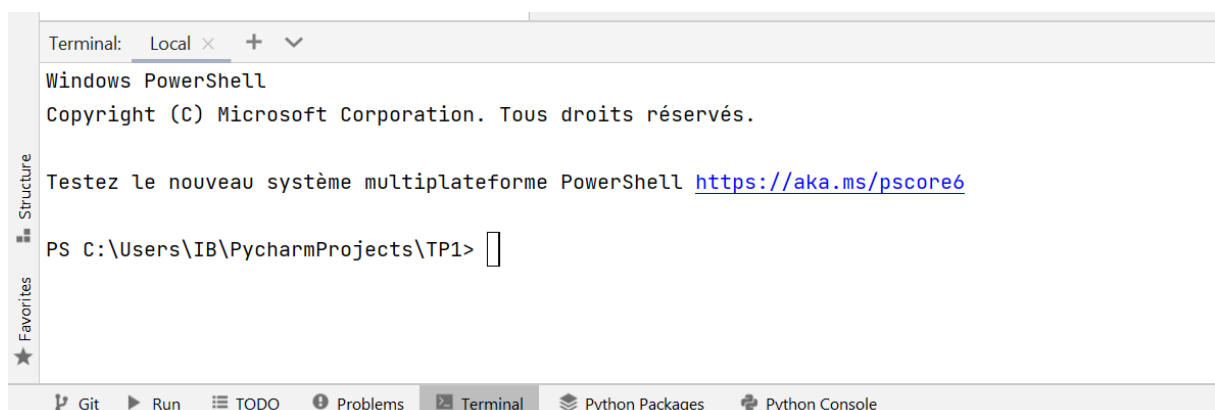 Terminal: Local
Windows PowerShell
Copyright (C) Microsoft Corporation. Tous droits réservés.
Testez le nouveau système multiplateforme PowerShell https://aka.ms/pscore6
PS C:\Users\IB\PycharmProjects\TP1>
Structure
Favorites
Git Run TODO Problems Terminal Python Packages Python Console